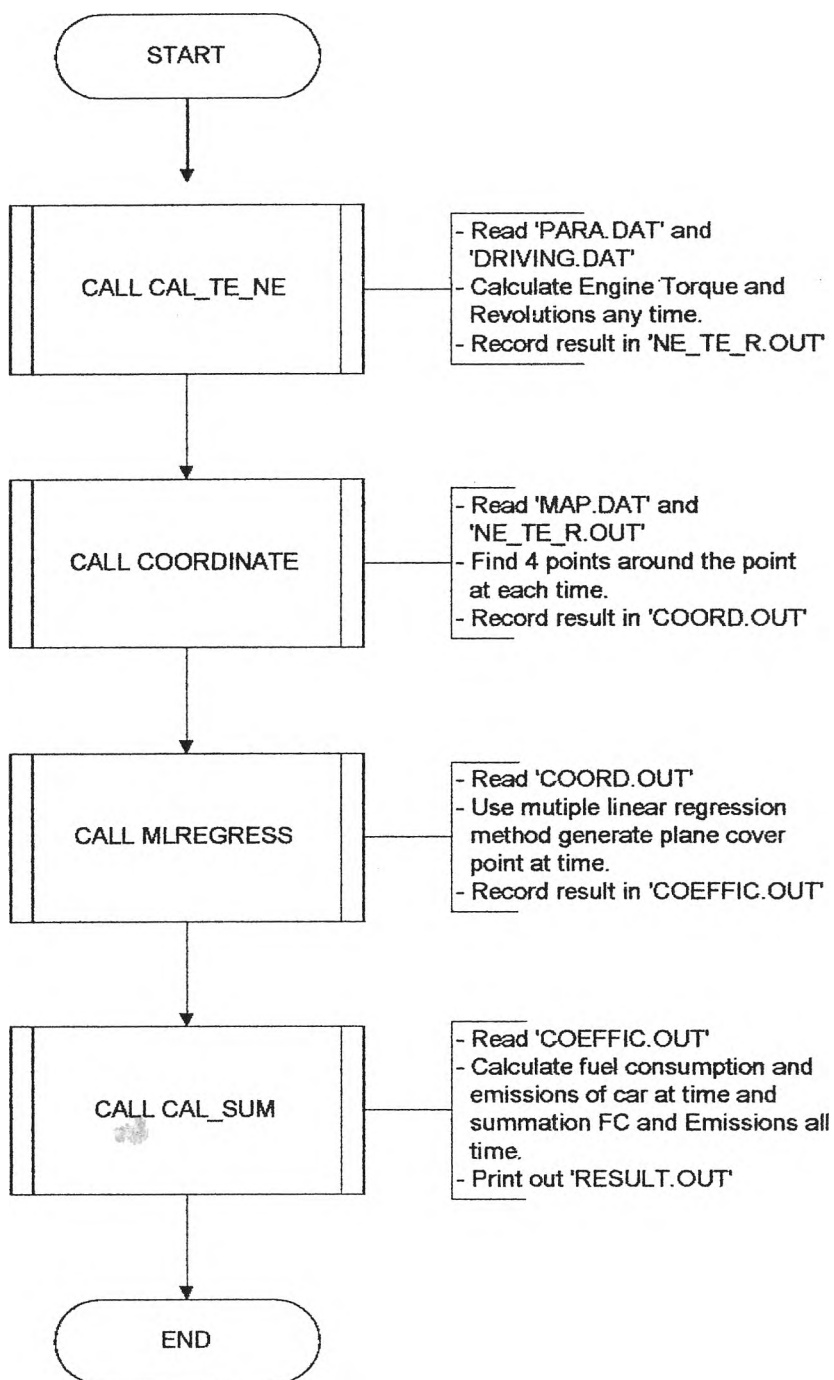 START
CALL CAL_TE_NE
- Read 'PARA.DAT' and
'DRIVING.DAT'
- Calculate Engine Torque and
Revolutions any time.
- Record result in 'NE_TE_R.OUT'
CALL COORDINATE
- Read 'MAP.DAT' and
'NE_TE_R.OUT'
- Find 4 points around the point
at each time.
- Record result in 'COORD.OUT'
CALL MLREGRESS
- Read 'COORD.OUT'
- Use mutiple linear regression
method generate plane cover
point at time.
- Record result in 'COEFFIC.OUT'
CALL CAL_SUM
- Read 'COEFFIC.OUT'
- Calculate fuel consumption and
emissions of car at time and
summation FC and Emissions all
time.
- Print out 'RESULT.OUT'
END